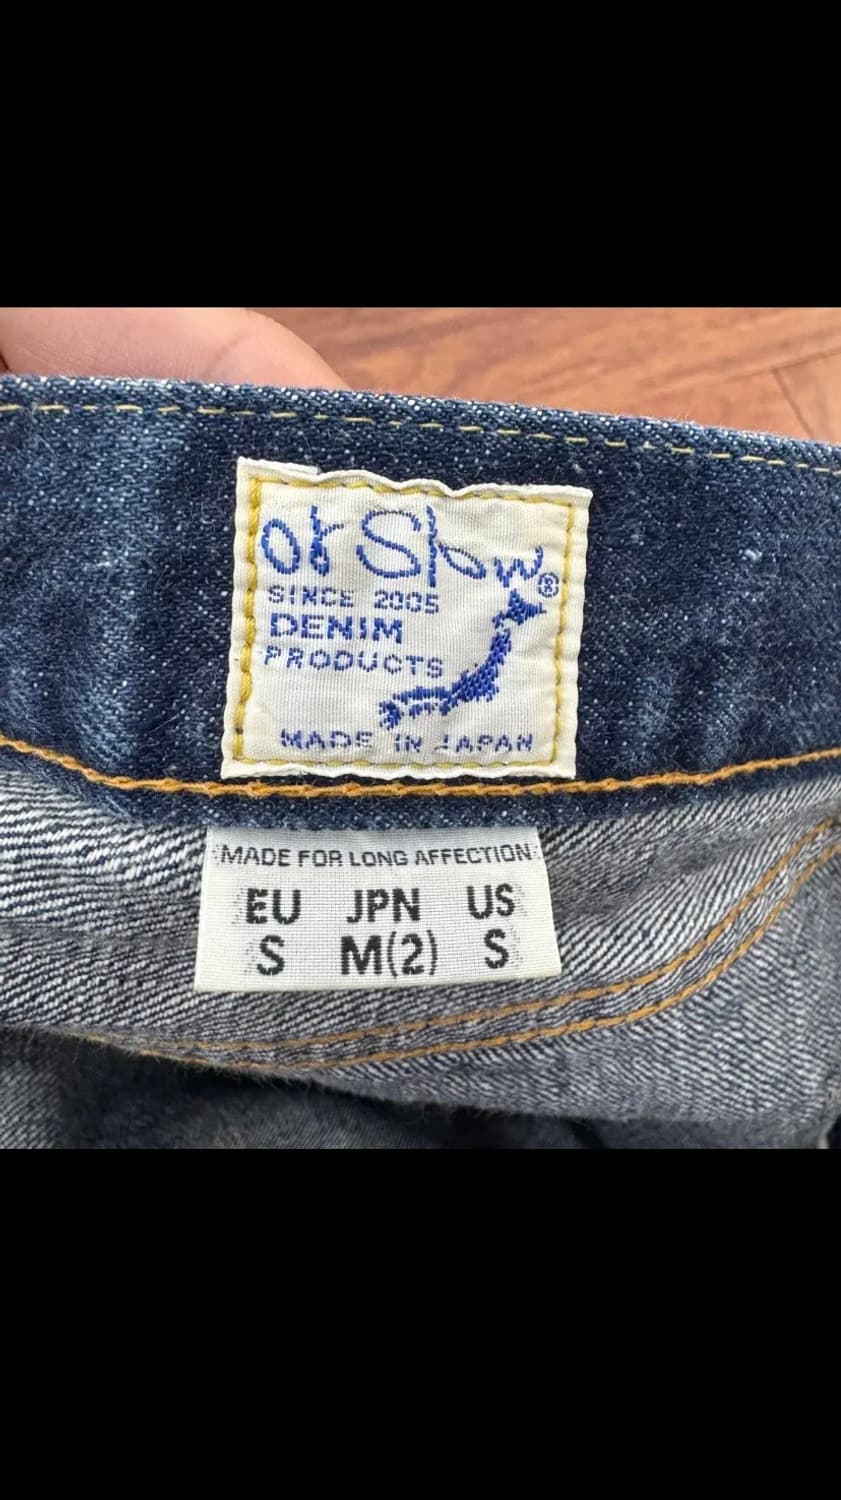 orSlow®
SINCE 2005
DENIM
PRODUCTS
MADE IN JAPAN
MADE FOR LONG AFFECTION
EU JPN US
S M(2) S